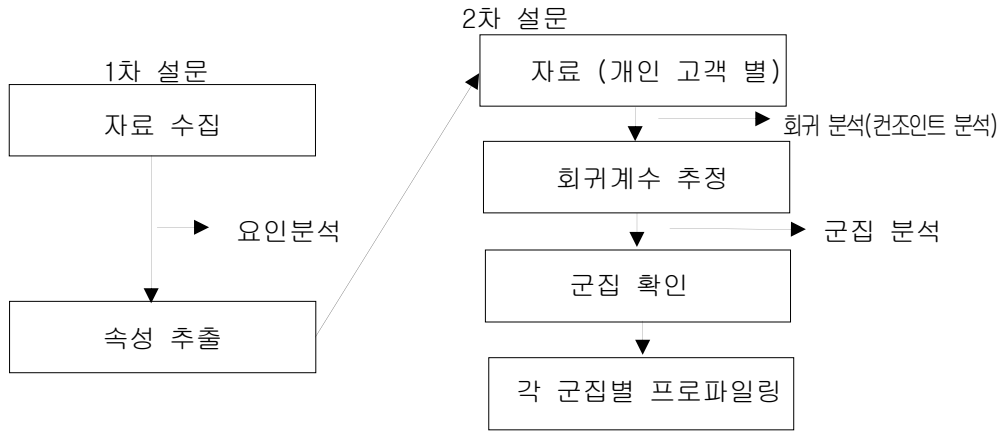 1차 설문
자료 수집
요인분석
속성 추출
2차 설문
자료 (개인 고객 별)
회귀 분석(컨조인트 분석)
회귀계수 추정
군집 분석
군집 확인
각 군집별 프로파일링